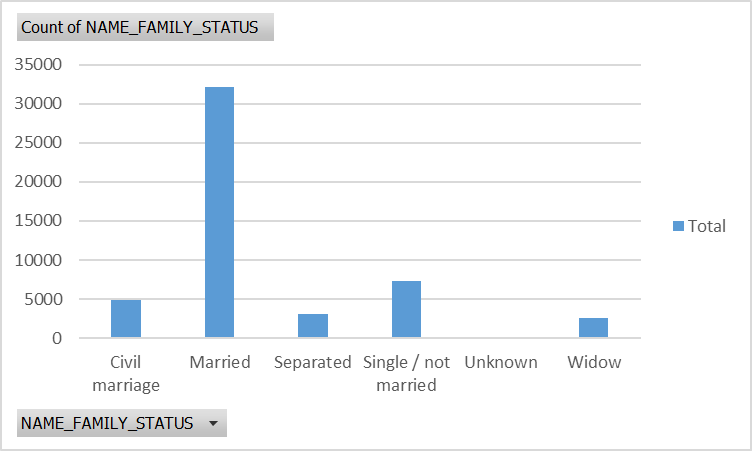 Count of NAME_FAMILY_STATUS
35000
30000
25000
20000
15000
10000
5000
0
Civil marriage
Married
Separated
Single / not married
Unknown
Widow
Total
NAME_FAMILY_STATUS